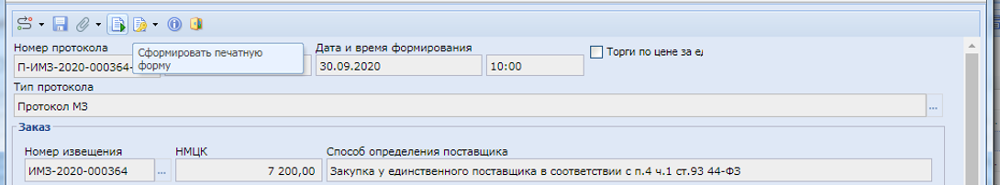 Сформировать печатную
форму
Номер протокола
Дата и время формирования
Торги по цене за ед
П-ИМЗ-2020-000364-
30.09.2020
10:00
Тип протокола
Протокол МЗ
...
Заказ
Номер извещения
НМЦК
Способ определения поставщика
ИМЗ-2020-000364
...
7 200,00
Закупка у единственного поставщика в соответствии с п.4 ч.1 ст.93 44-ФЗ